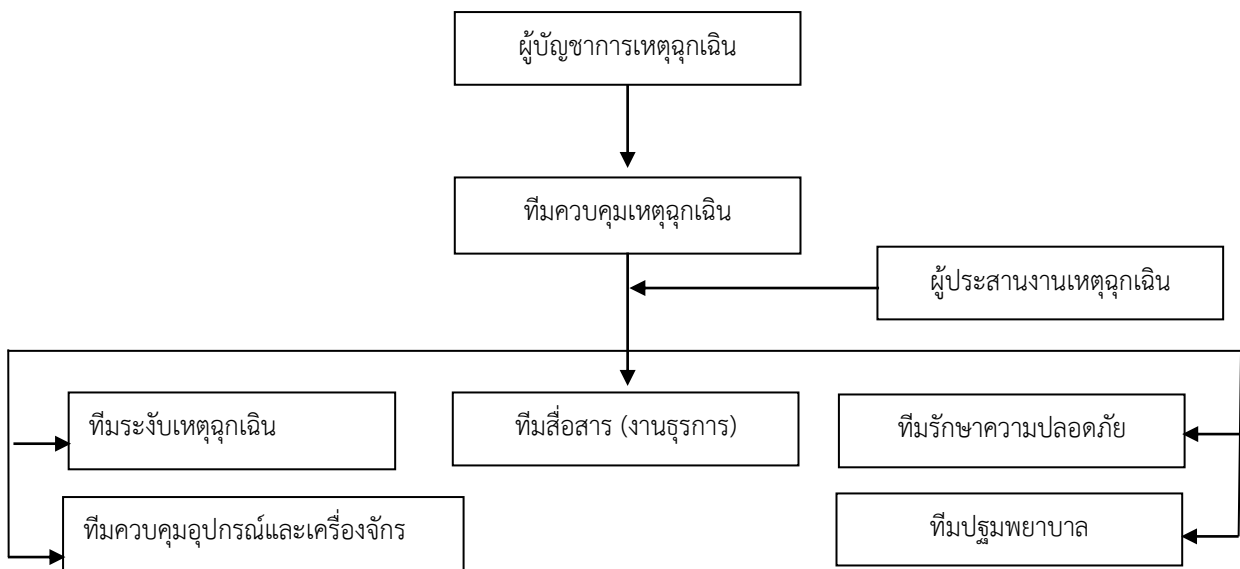 ผู้บัญชาการเหตุฉุกเฉิน
ทีมควบคุมเหตุฉุกเฉิน
ผู้ประสานงานเหตุฉุกเฉิน
ทีมระงับเหตุฉุกเฉิน
ทีมสื่อสาร (งานธุรการ)
ทีมรักษาความปลอดภัย
ทีมควบคุมอุปกรณ์และเครื่องจักร
ทีมปฐมพยาบาล